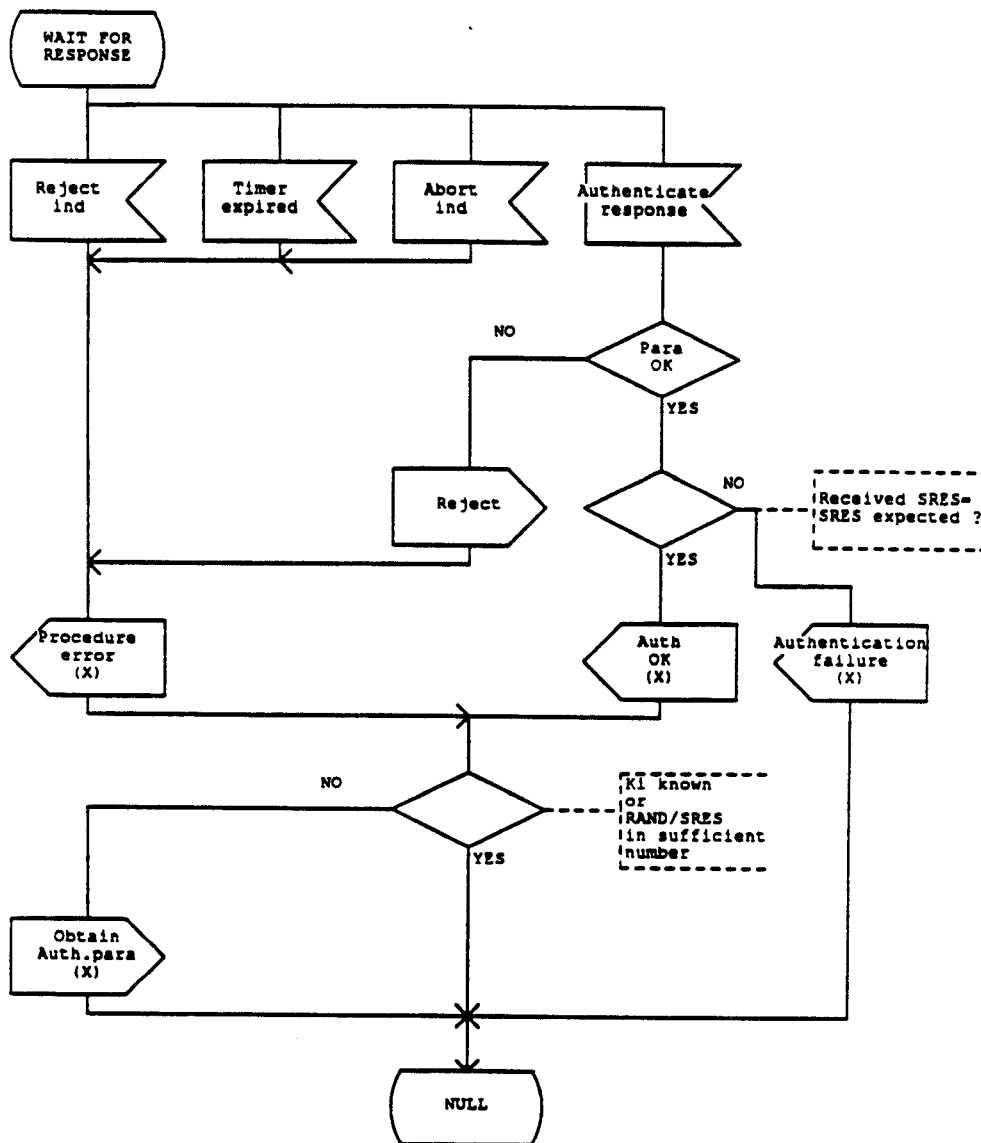 WAIT FOR
RESPONSE
Reject
ind
Timer
expired
Abort
ind
Authenticate
response
NO
Para
OK
YES
Reject
NO
Received SRES=
SRES expected ?
YES
Procedure
error
(X)
Auth
OK
(X)
Authentication
failure
(X)
NO
Ki known
or
RAND/SRES
in sufficient
number
YES
Obtain
Auth.para
(X)
NULL